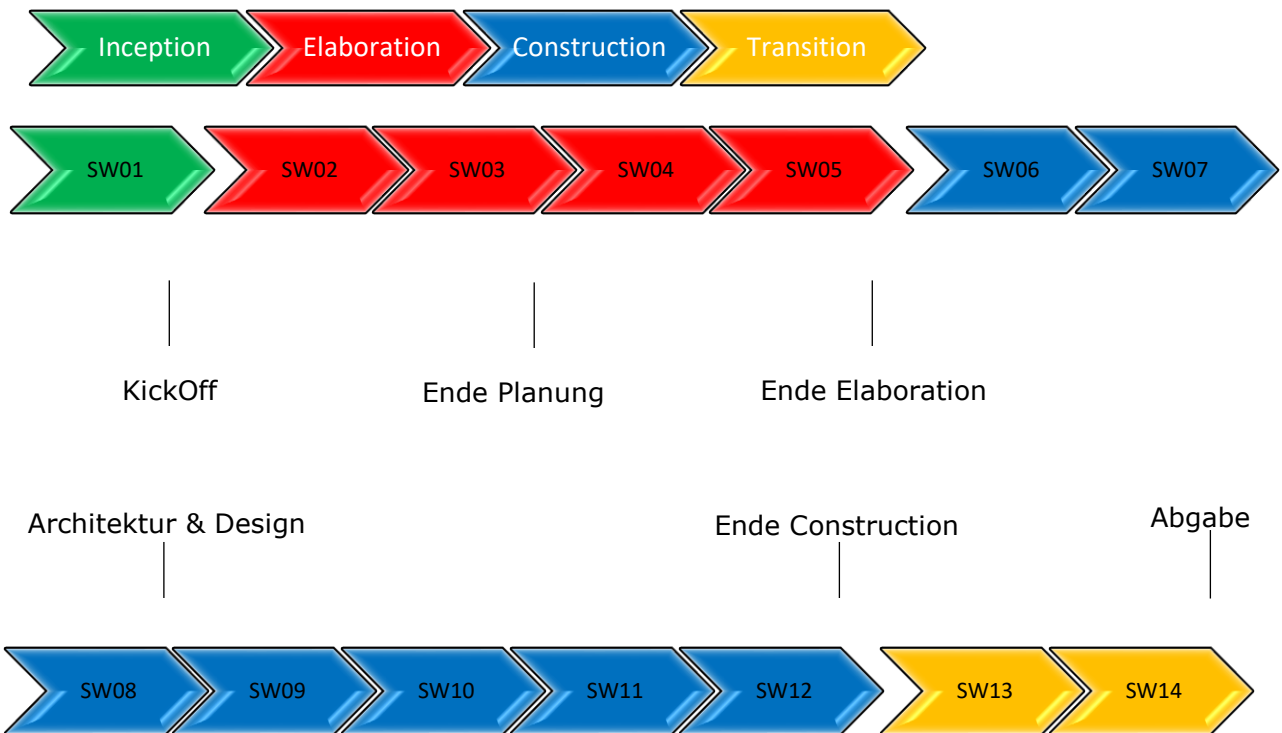 Inception Elaboration Construction Transition
SW01 SW02 SW03 SW04 SW05 SW06 SW07
KickOff Ende Planung Ende Elaboration
Architektur & Design Ende Construction Abgabe
SW08 SW09 SW10 SW11 SW12 SW13 SW14